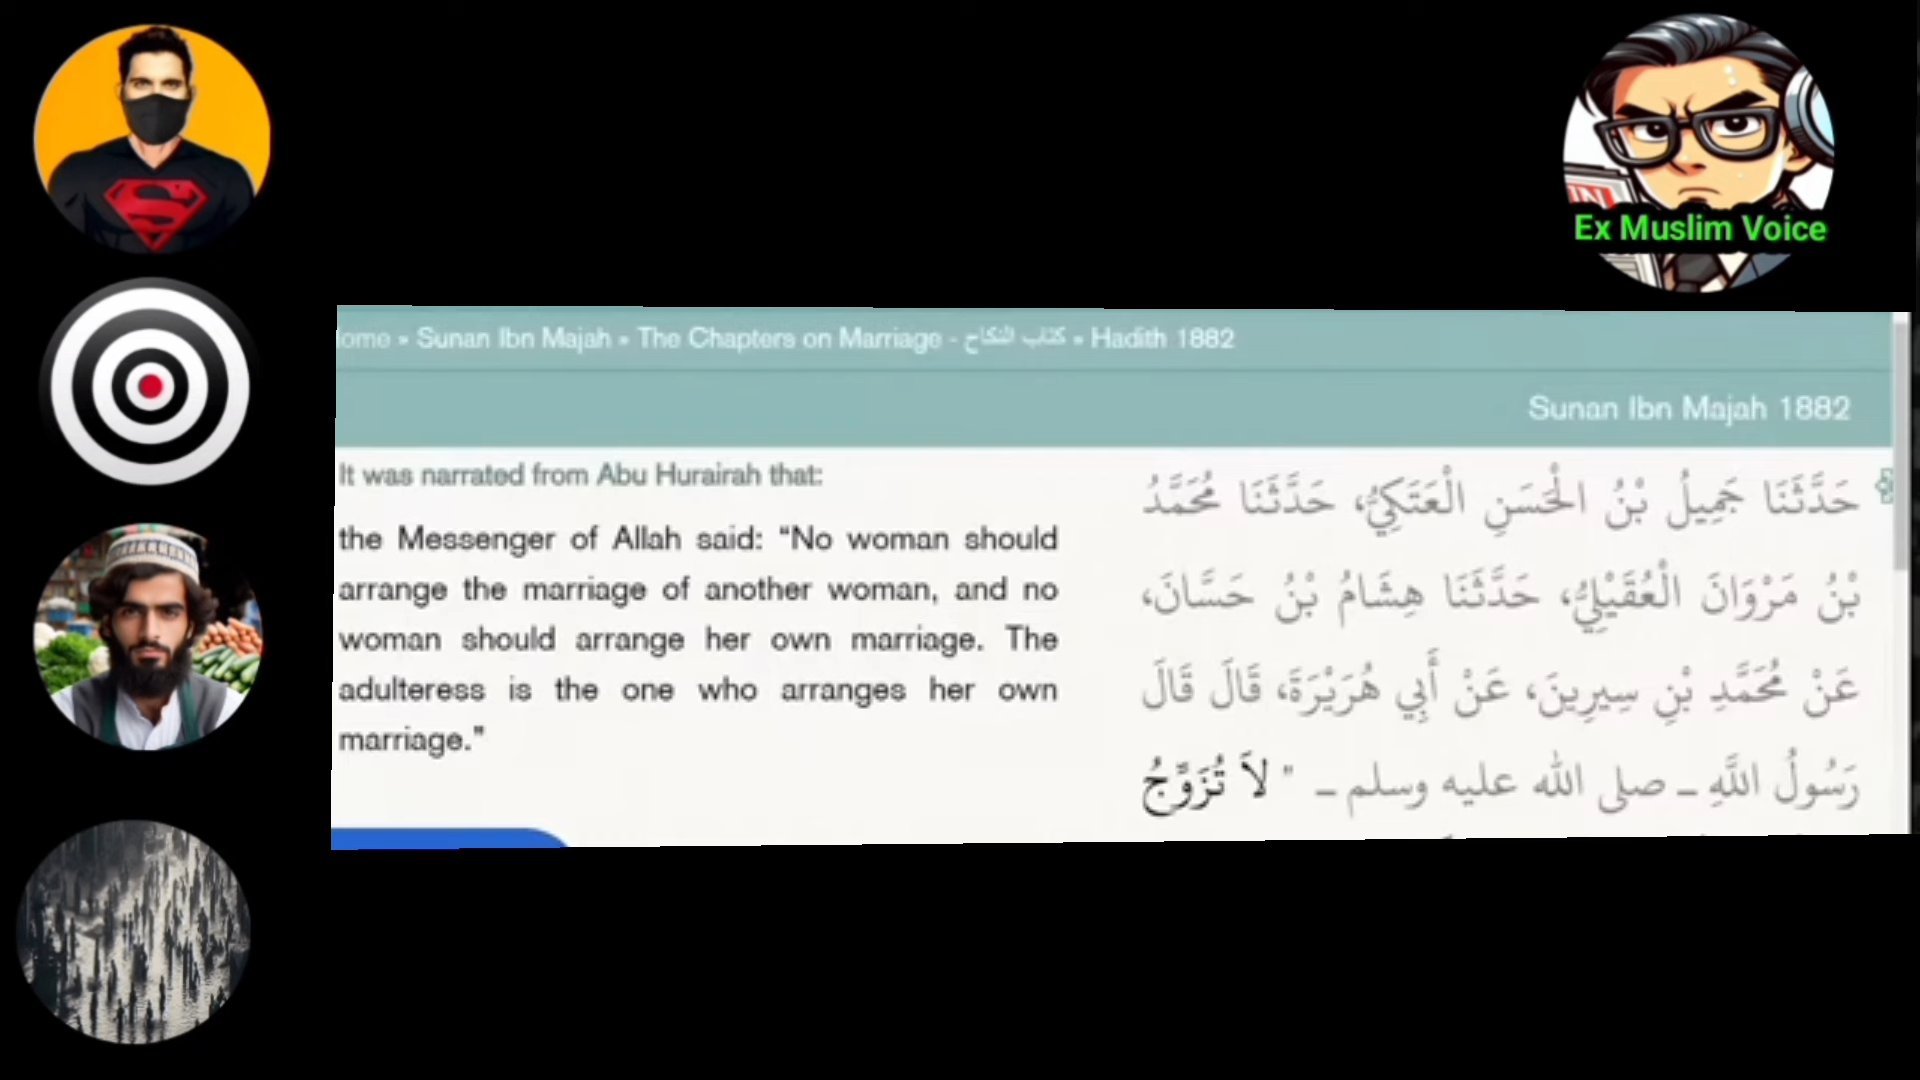 Ex Muslim Voice
ome » Sunan Ibn Majah » The Chapters on Marriage - كتاب النكاح » Hadith 1882
Sunan Ibn Majah 1882
It was narrated from Abu Hurairah that:
the Messenger of Allah said: “No woman should
arrange the marriage of another woman, and no
woman should arrange her own marriage. The
adulteress is the one who arranges her own
marriage."
حَدَّثَنَا جَمِيلُ بْنُ الْحَسَنِ الْعَتَكِيُّ، حَدَّثَنَا مُحَمَّدُ
بْنُ مَرْوَانَ الْعُقَيْلِيُّ، حَدَّثَنَا هِشَامُ بْنُ حَسَّانَ،
عَنْ مُحَمَّدِ بْنِ سِيرِينَ، عَنْ أَبِي هُرَيْرَةَ، قَالَ قَالَ
رَسُولُ اللَّهِ ـ صلى الله عليه وسلم ـ " لاَ تُزَوِّجُ